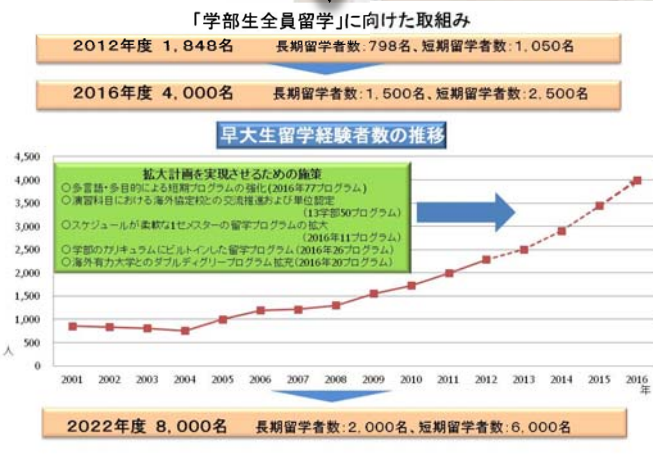 「学部生全員留学」に向けた取組み
2012年度 1,848名 長期留学者数:798名、短期留学者数:1,050名
2016年度 4,000名 長期留学者数:1,500名、短期留学者数:2,500名
早大生留学経験者数の推移
4,500
4,000
3,500
3,000
2,500
2,000
1,500
1,000
500
0
人
拡大計画を実現させるための施策
○多言語・多目的による短期プログラムの強化(2016年77プログラム)
○演習科目における海外協定校との交流推進および単位認定
(13学部50プログラム)
○スケジュールが柔軟な1セメスターの留学プログラムの拡大
(2016年11プログラム)
○学部のカリキュラムにビルトインした留学プログラム(2016年26プログラム)
○海外有力大学とのダブルディグリープログラム拡充(2016年20プログラム)
2001 2002 2003 2004 2005 2006 2007 2008 2009 2010 2011 2012 2013 2014 2015 2016
年
2022年度 8,000名 長期留学者数:2,000名、短期留学者数:6,000名